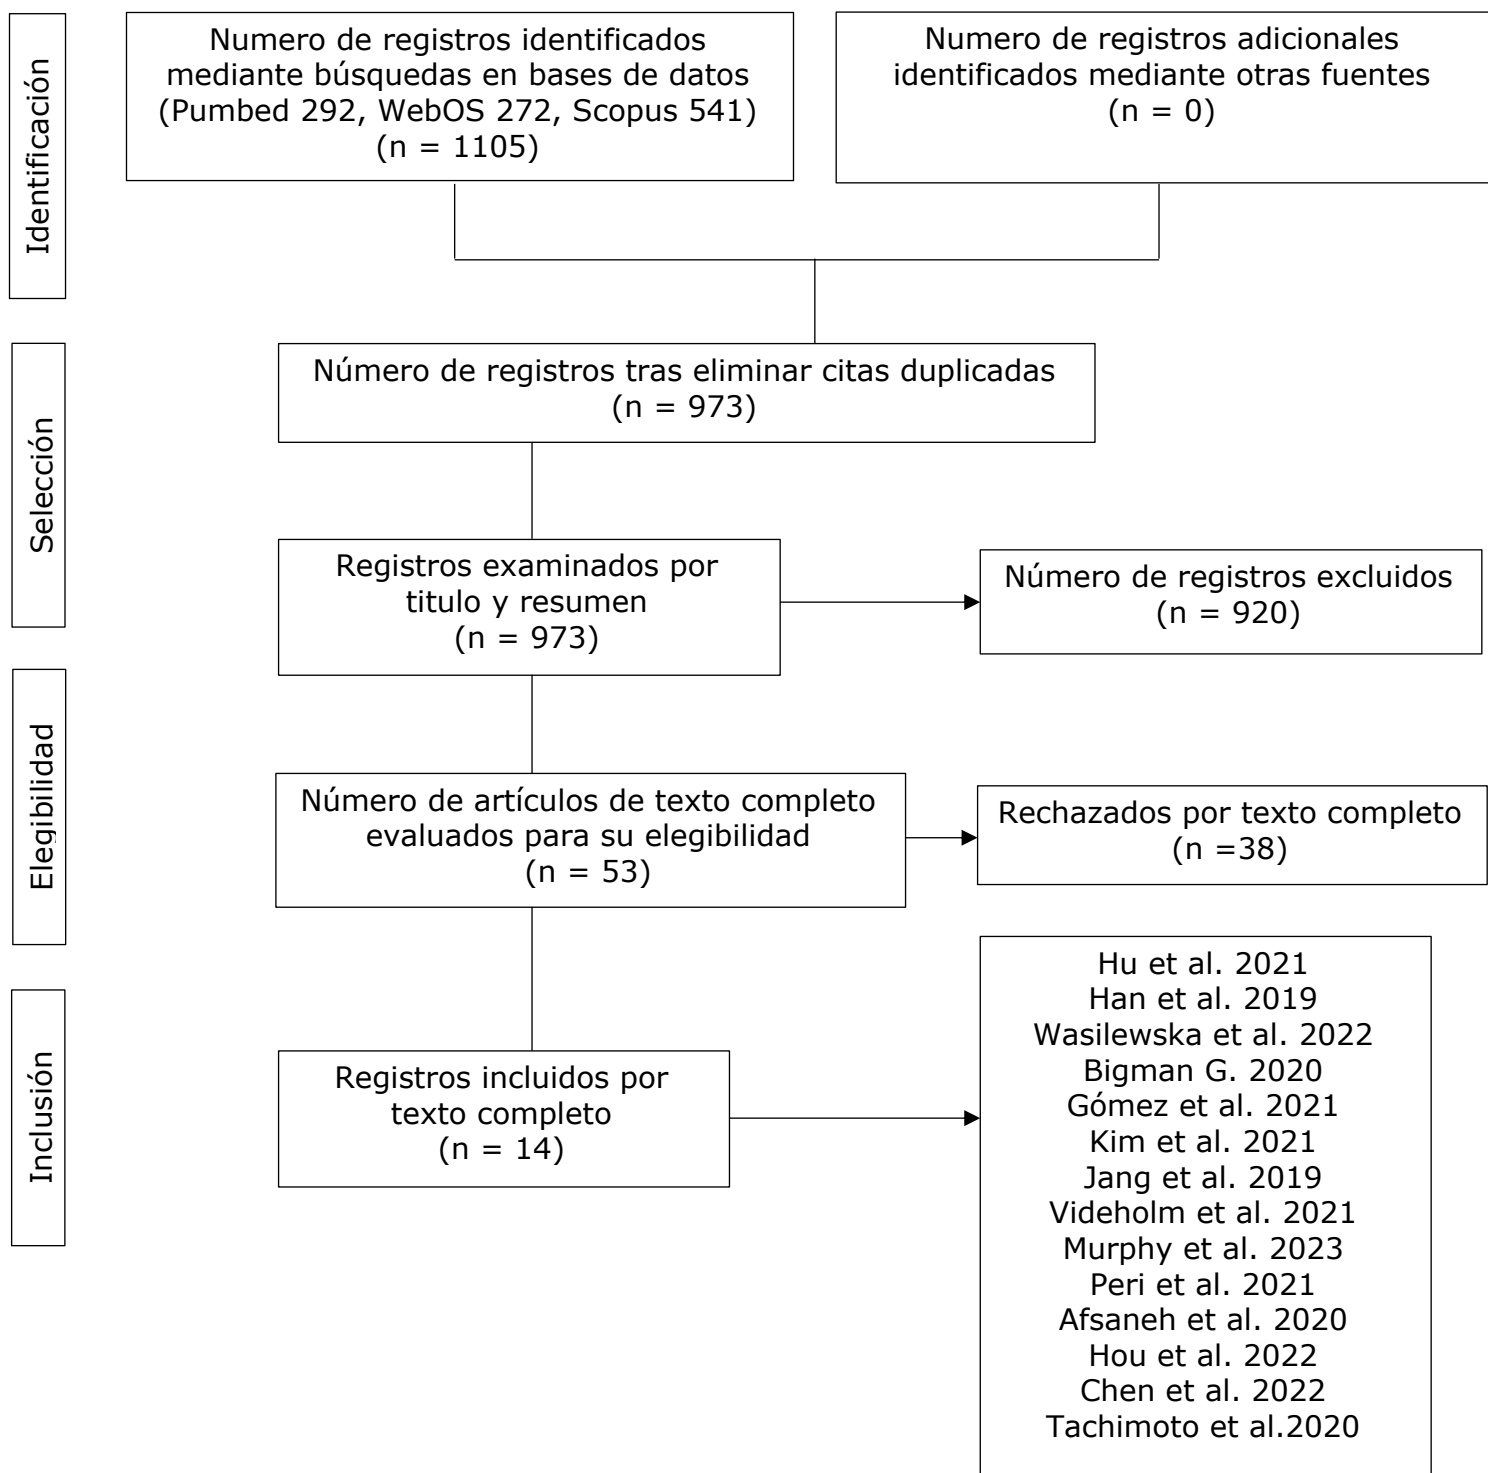 Identificación
Numero de registros identificados
mediante búsquedas en bases de datos
(Pumbed 292, WebOS 272, Scopus 541)
(n = 1105)
Numero de registros adicionales
identificados mediante otras fuentes
(n = 0)
Selección
Número de registros tras eliminar citas duplicadas
(n = 973)
Registros examinados por
titulo y resumen
(n = 973)
Número de registros excluidos
(n = 920)
Elegibilidad
Número de artículos de texto completo
evaluados para su elegibilidad
(n = 53)
Rechazados por texto completo
(n =38)
Inclusión
Registros incluidos por
texto completo
(n = 14)
Hu et al. 2021
Han et al. 2019
Wasilewska et al. 2022
Bigman G. 2020
Gómez et al. 2021
Kim et al. 2021
Jang et al. 2019
Videholm et al. 2021
Murphy et al. 2023
Peri et al. 2021
Afsaneh et al. 2020
Hou et al. 2022
Chen et al. 2022
Tachimoto et al.2020